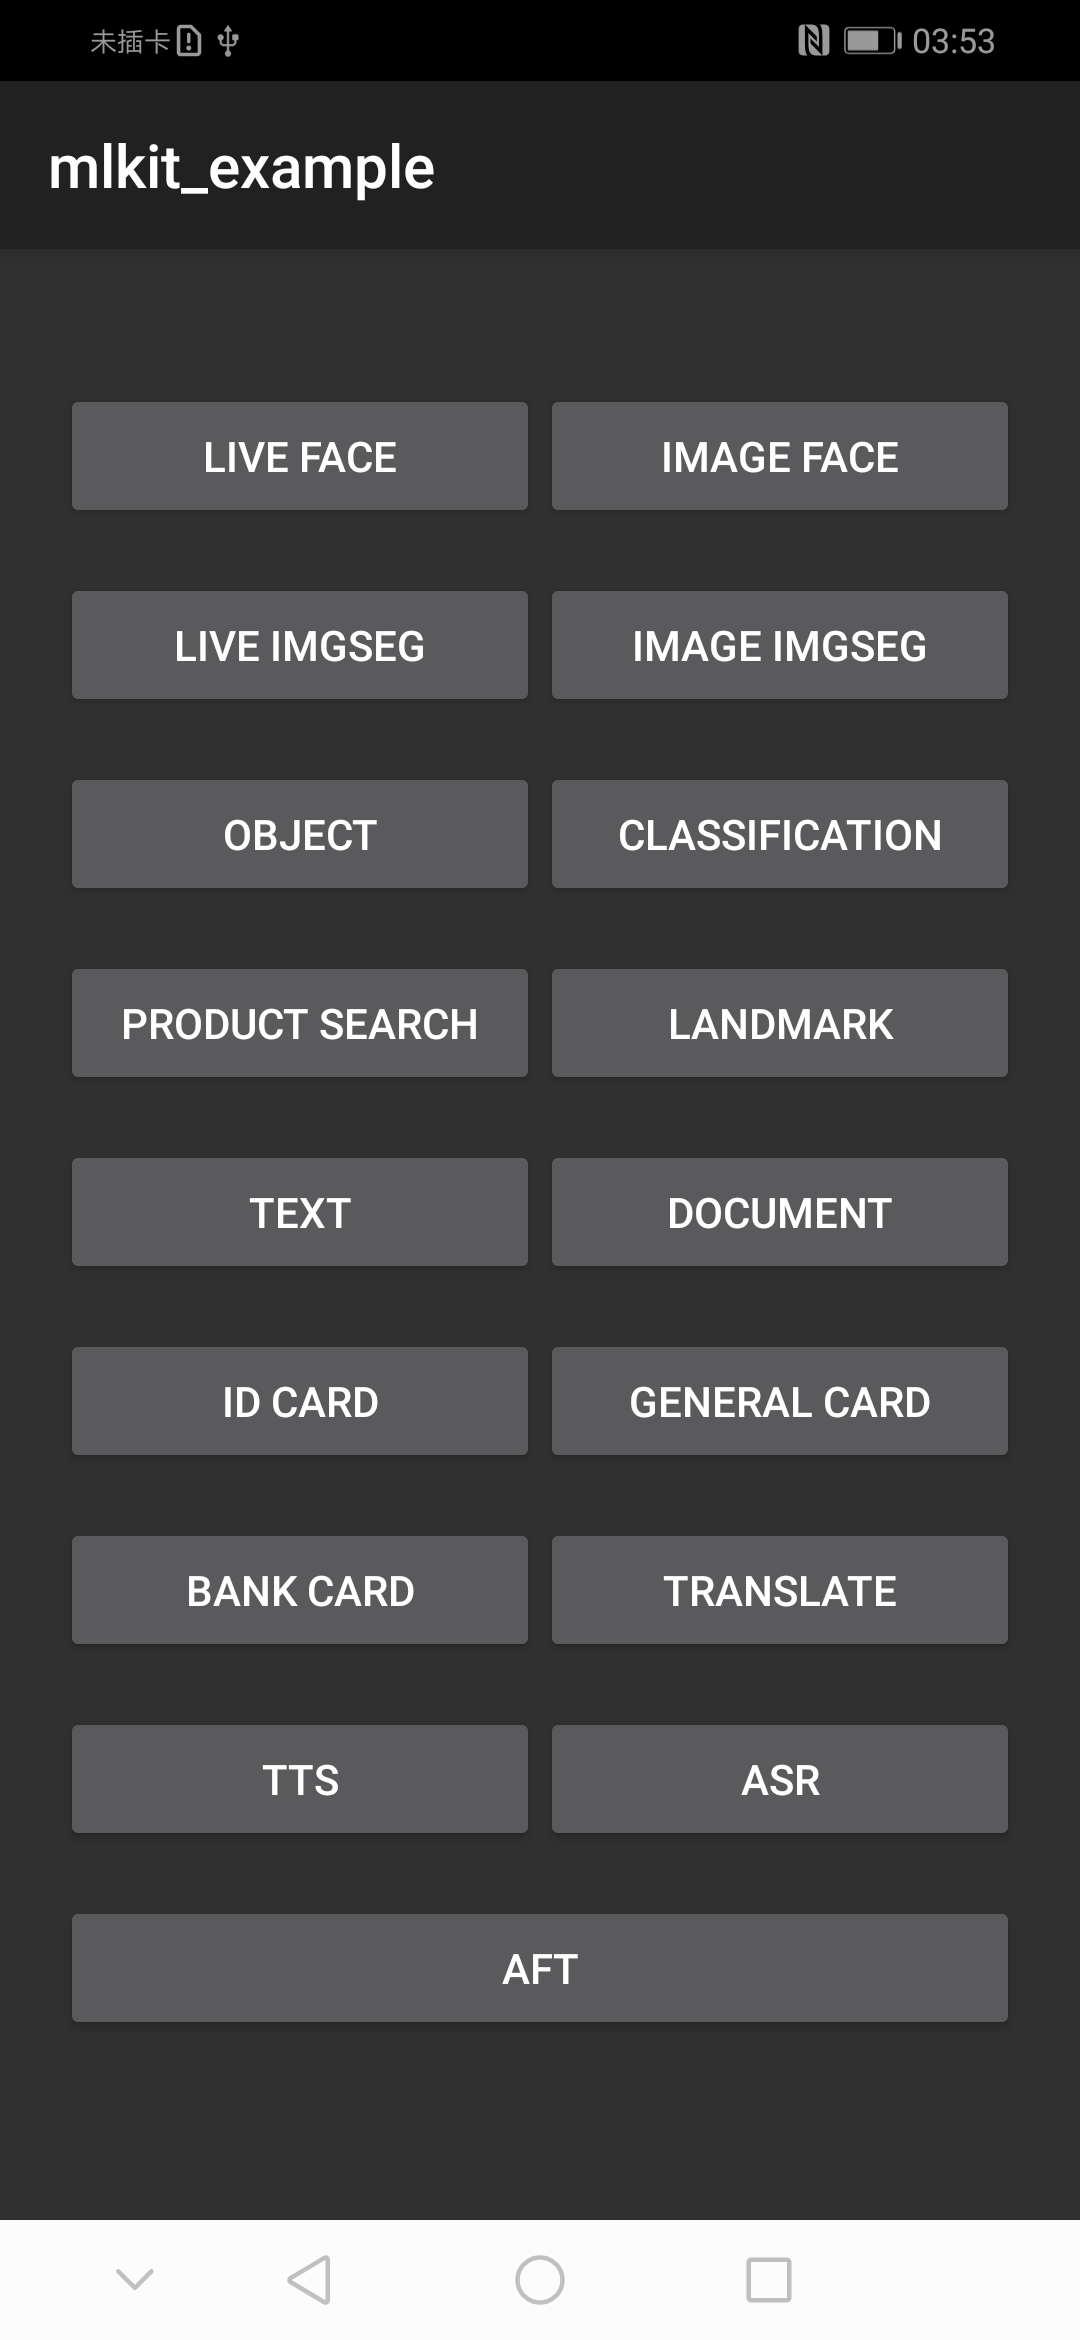 未插卡 03:53
mlkit_example
LIVE FACE IMAGE FACE
LIVE IMGSEG IMAGE IMGSEG
OBJECT CLASSIFICATION
PRODUCT SEARCH LANDMARK
TEXT DOCUMENT
ID CARD GENERAL CARD
BANK CARD TRANSLATE
TTS ASR
AFT